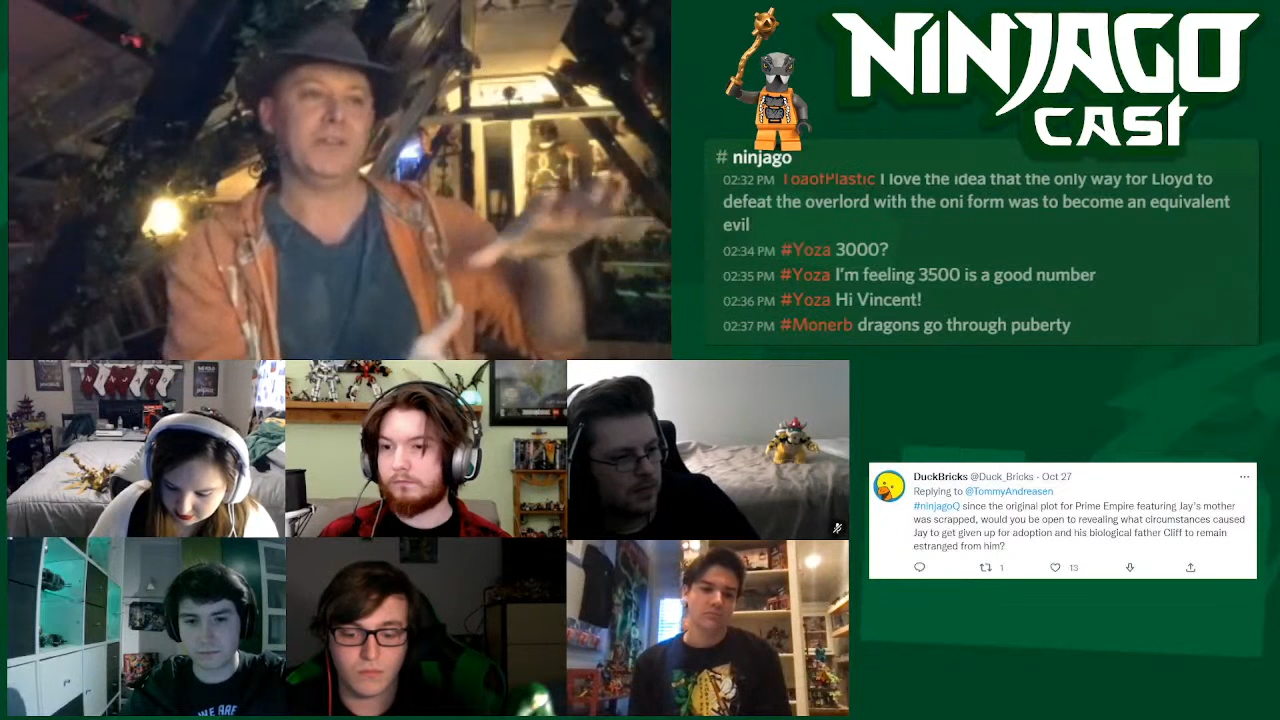 NINJAGO
CAST
# ninjago
02:32 PM ToaofPlastic I love the idea that the only way for Lloyd to
defeat the overlord with the oni form was to become an equivalent
evil
02:34 PM #Yoza 3000?
02:35 PM #Yoza I'm feeling 3500 is a good number
02:36 PM #Yoza Hi Vincent!
02:37 PM #Monerb dragons go through puberty
DuckBricks @Duck_Bricks · Oct 27
Replying to @TommyAndreasen
#ninjagoQ since the original plot for Prime Empire featuring Jay's mother
was scrapped, would you be open to revealing what circumstances caused
Jay to get given up for adoption and his biological father Cliff to remain
estranged from him?
1
13
WE ARE